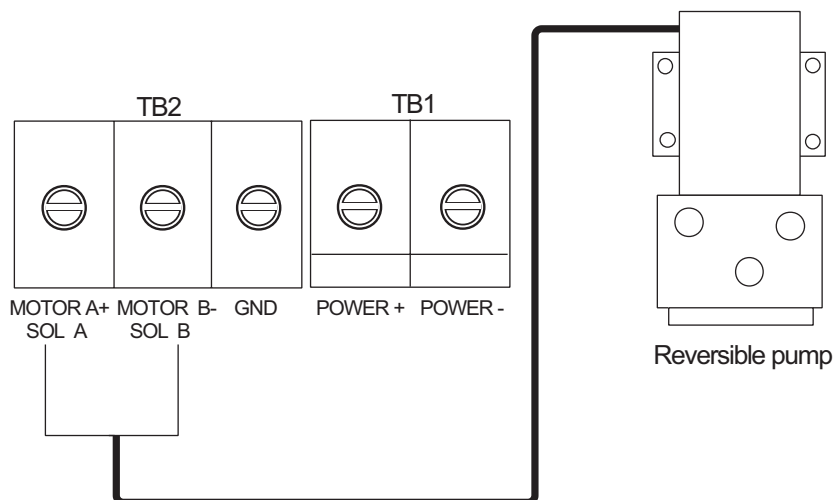 TB2
TB1
MOTOR A+ MOTOR B- GND
SOL A SOL B
POWER + POWER -
Reversible pump